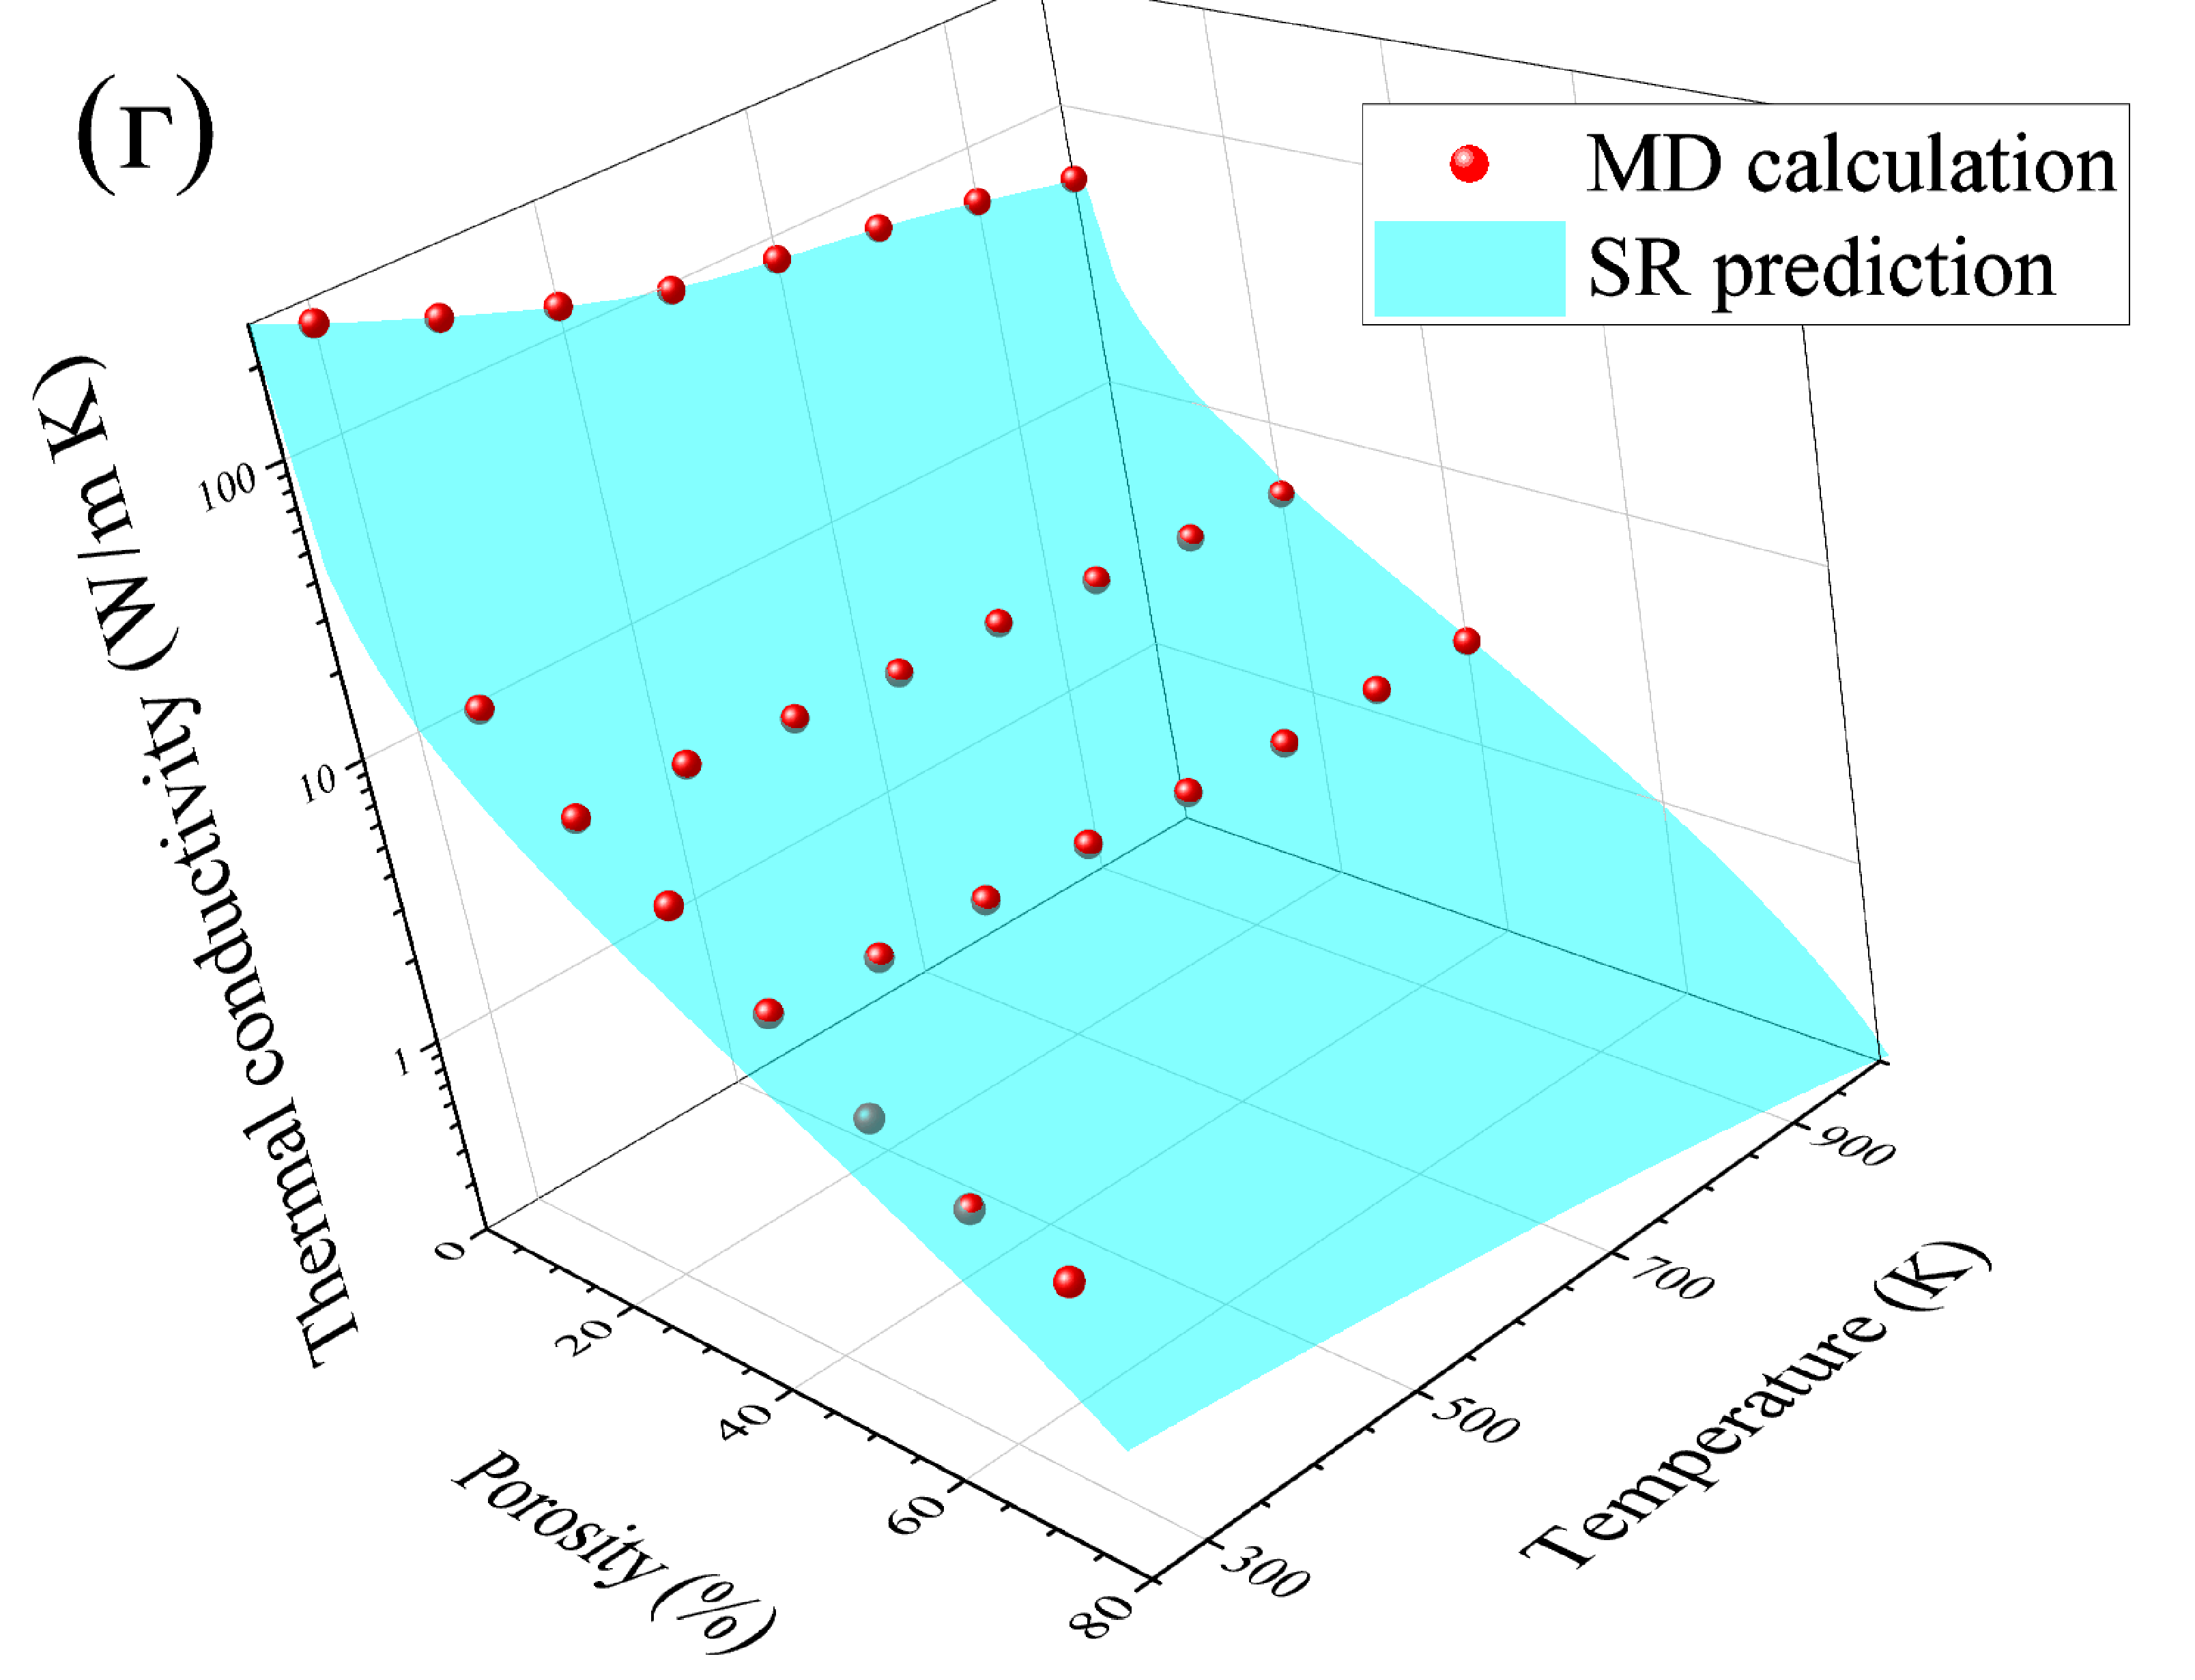 (г)
MD calculation
SR prediction
Thermal conductivity (W/m K)
100
10
1
0
20
40
60
80
Porosity (%)
300
500
700
900
Temperature (K)